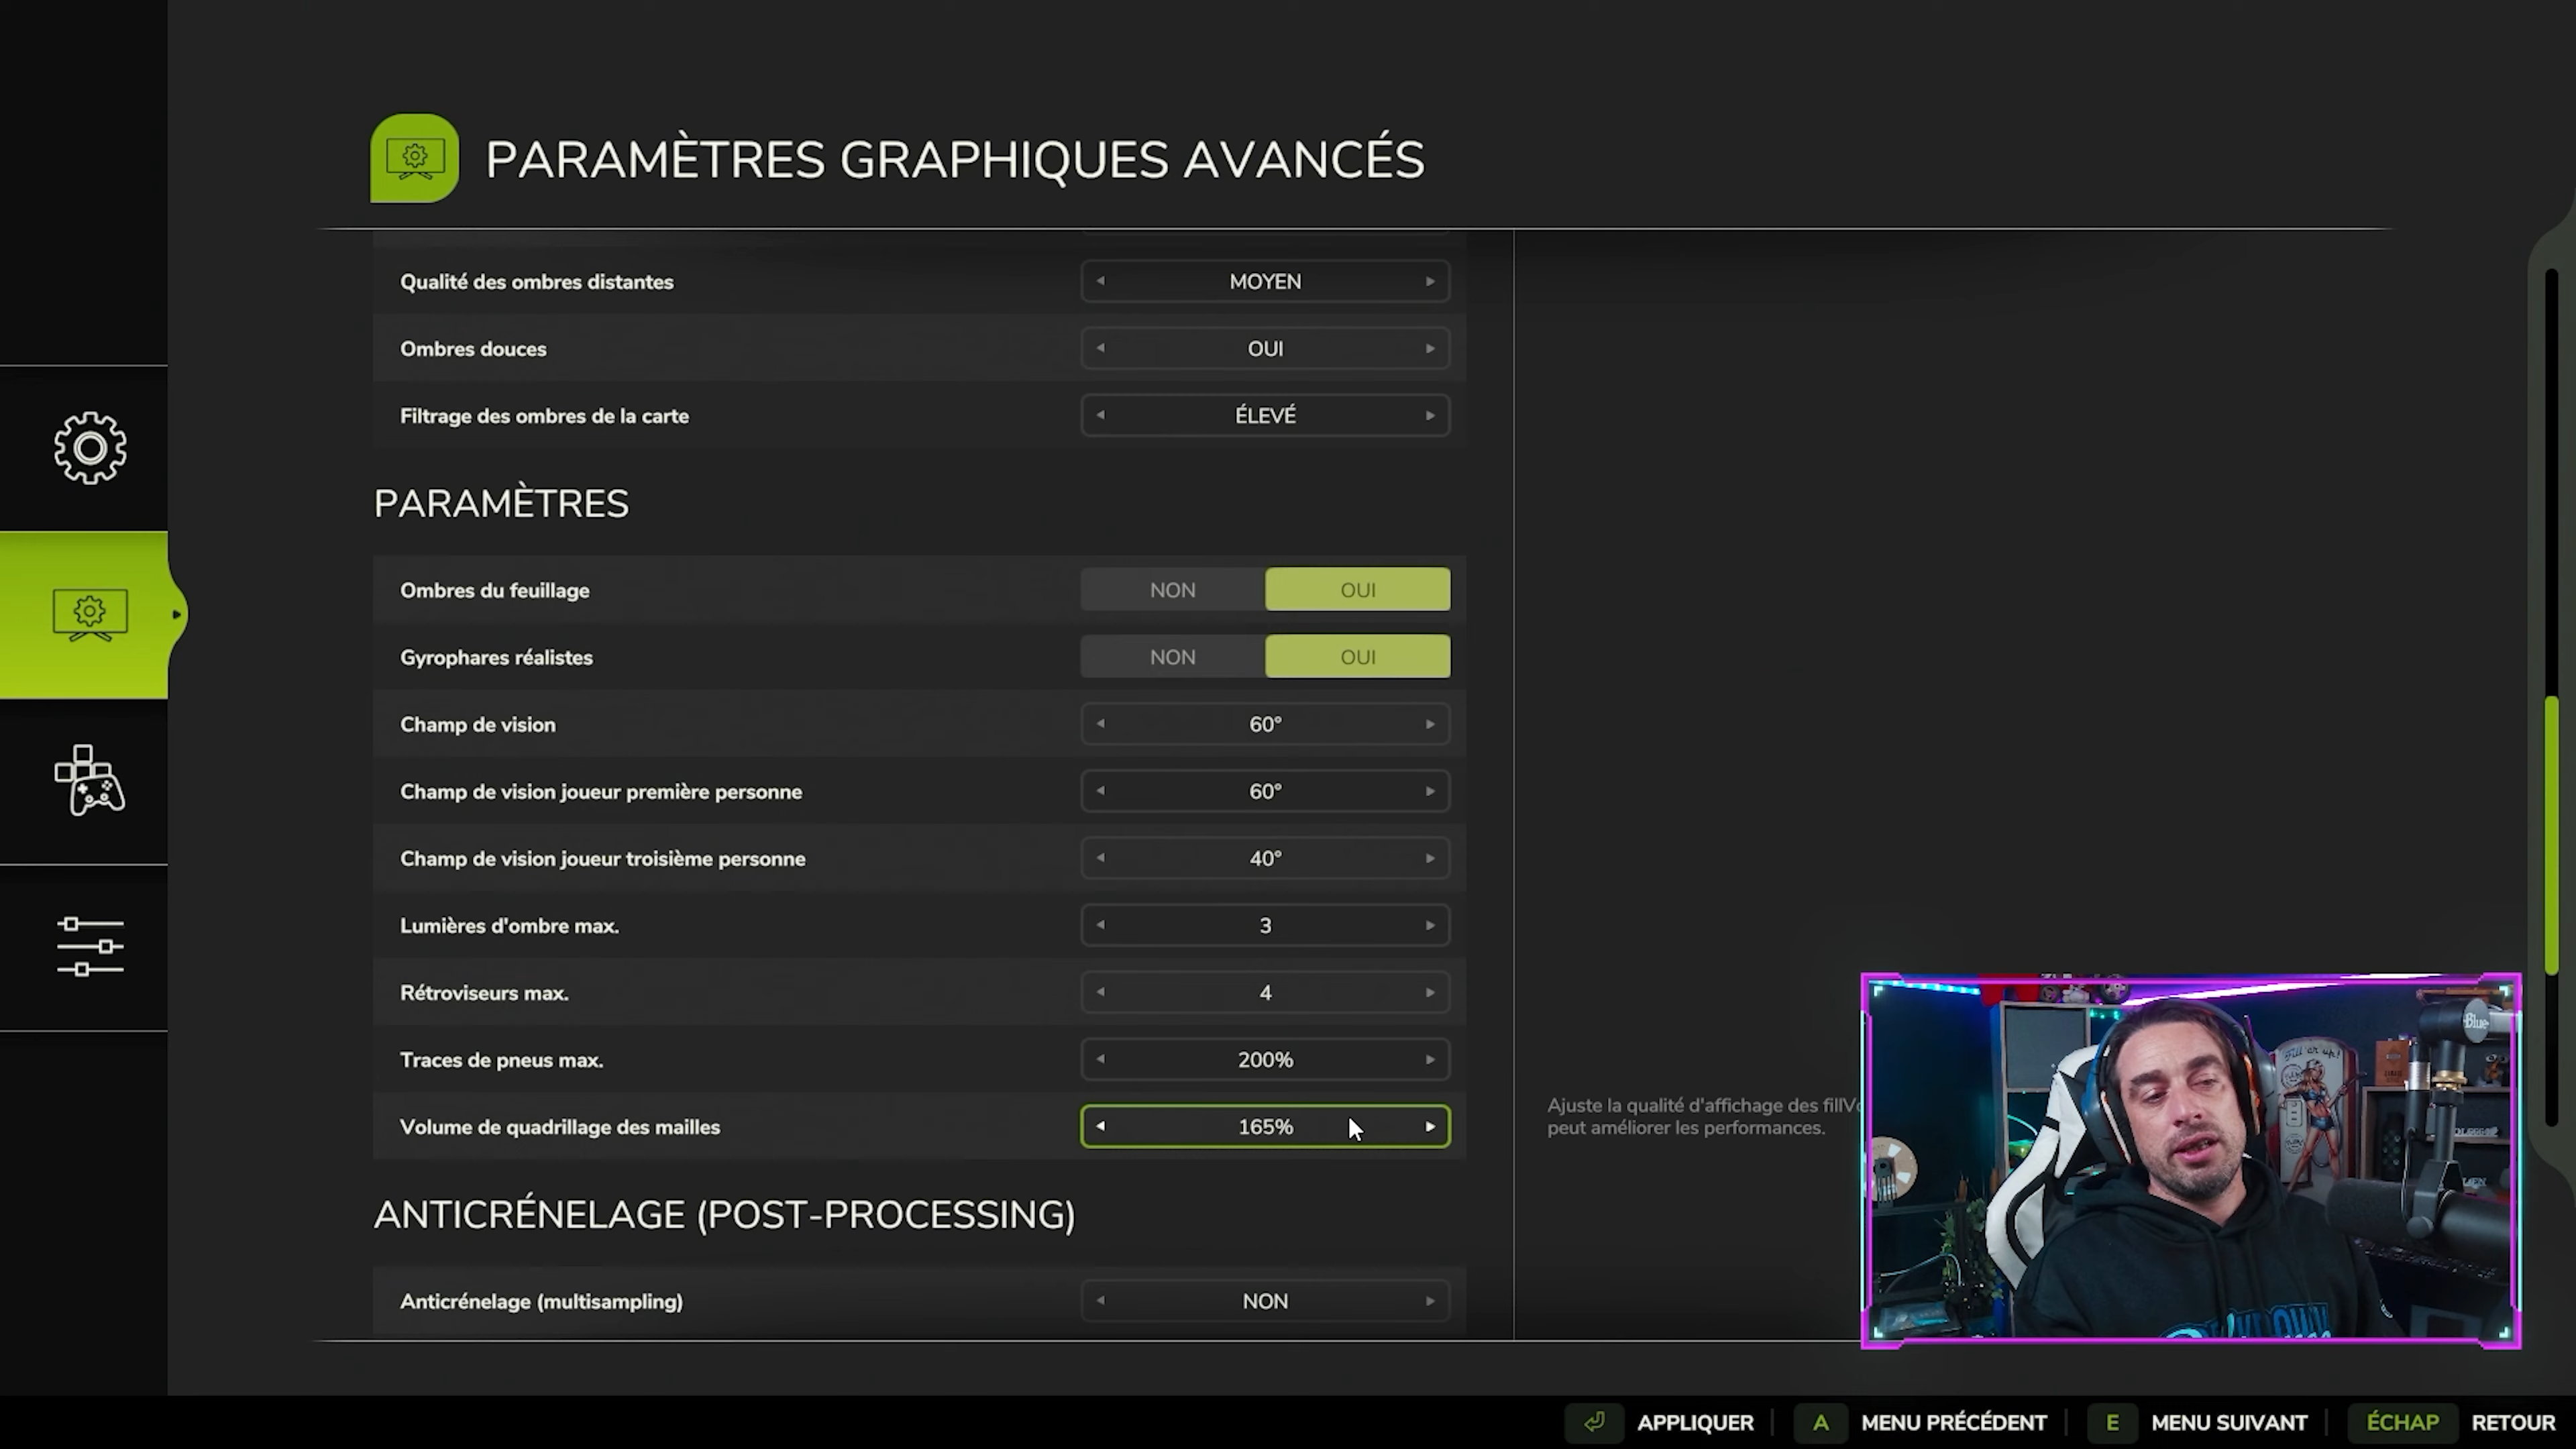 PARAMÈTRES GRAPHIQUES AVANCÉS
Qualité des ombres distantes MOYEN
Ombres douces OUI
Filtrage des ombres de la carte ÉLEVÉ
PARAMÈTRES
Ombres du feuillage NON OUI
Gyrophares réalistes NON OUI
Champ de vision 60°
Champ de vision joueur première personne 60°
Champ de vision joueur troisième personne 40°
Lumières d'ombre max. 3
Rétroviseurs max. 4
Traces de pneus max. 200%
Volume de quadrillage des mailles 165%
Ajuste la qualité d'affichage des
peut améliorer les performances.
ANTICRÉNELAGE (POST-PROCESSING)
Anticrénelage (multisampling) NON
Blue
Fill 'er up!
APPLIQUER A MENU PRÉCÉDENT E MENU SUIVANT ÉCHAP RETOUR